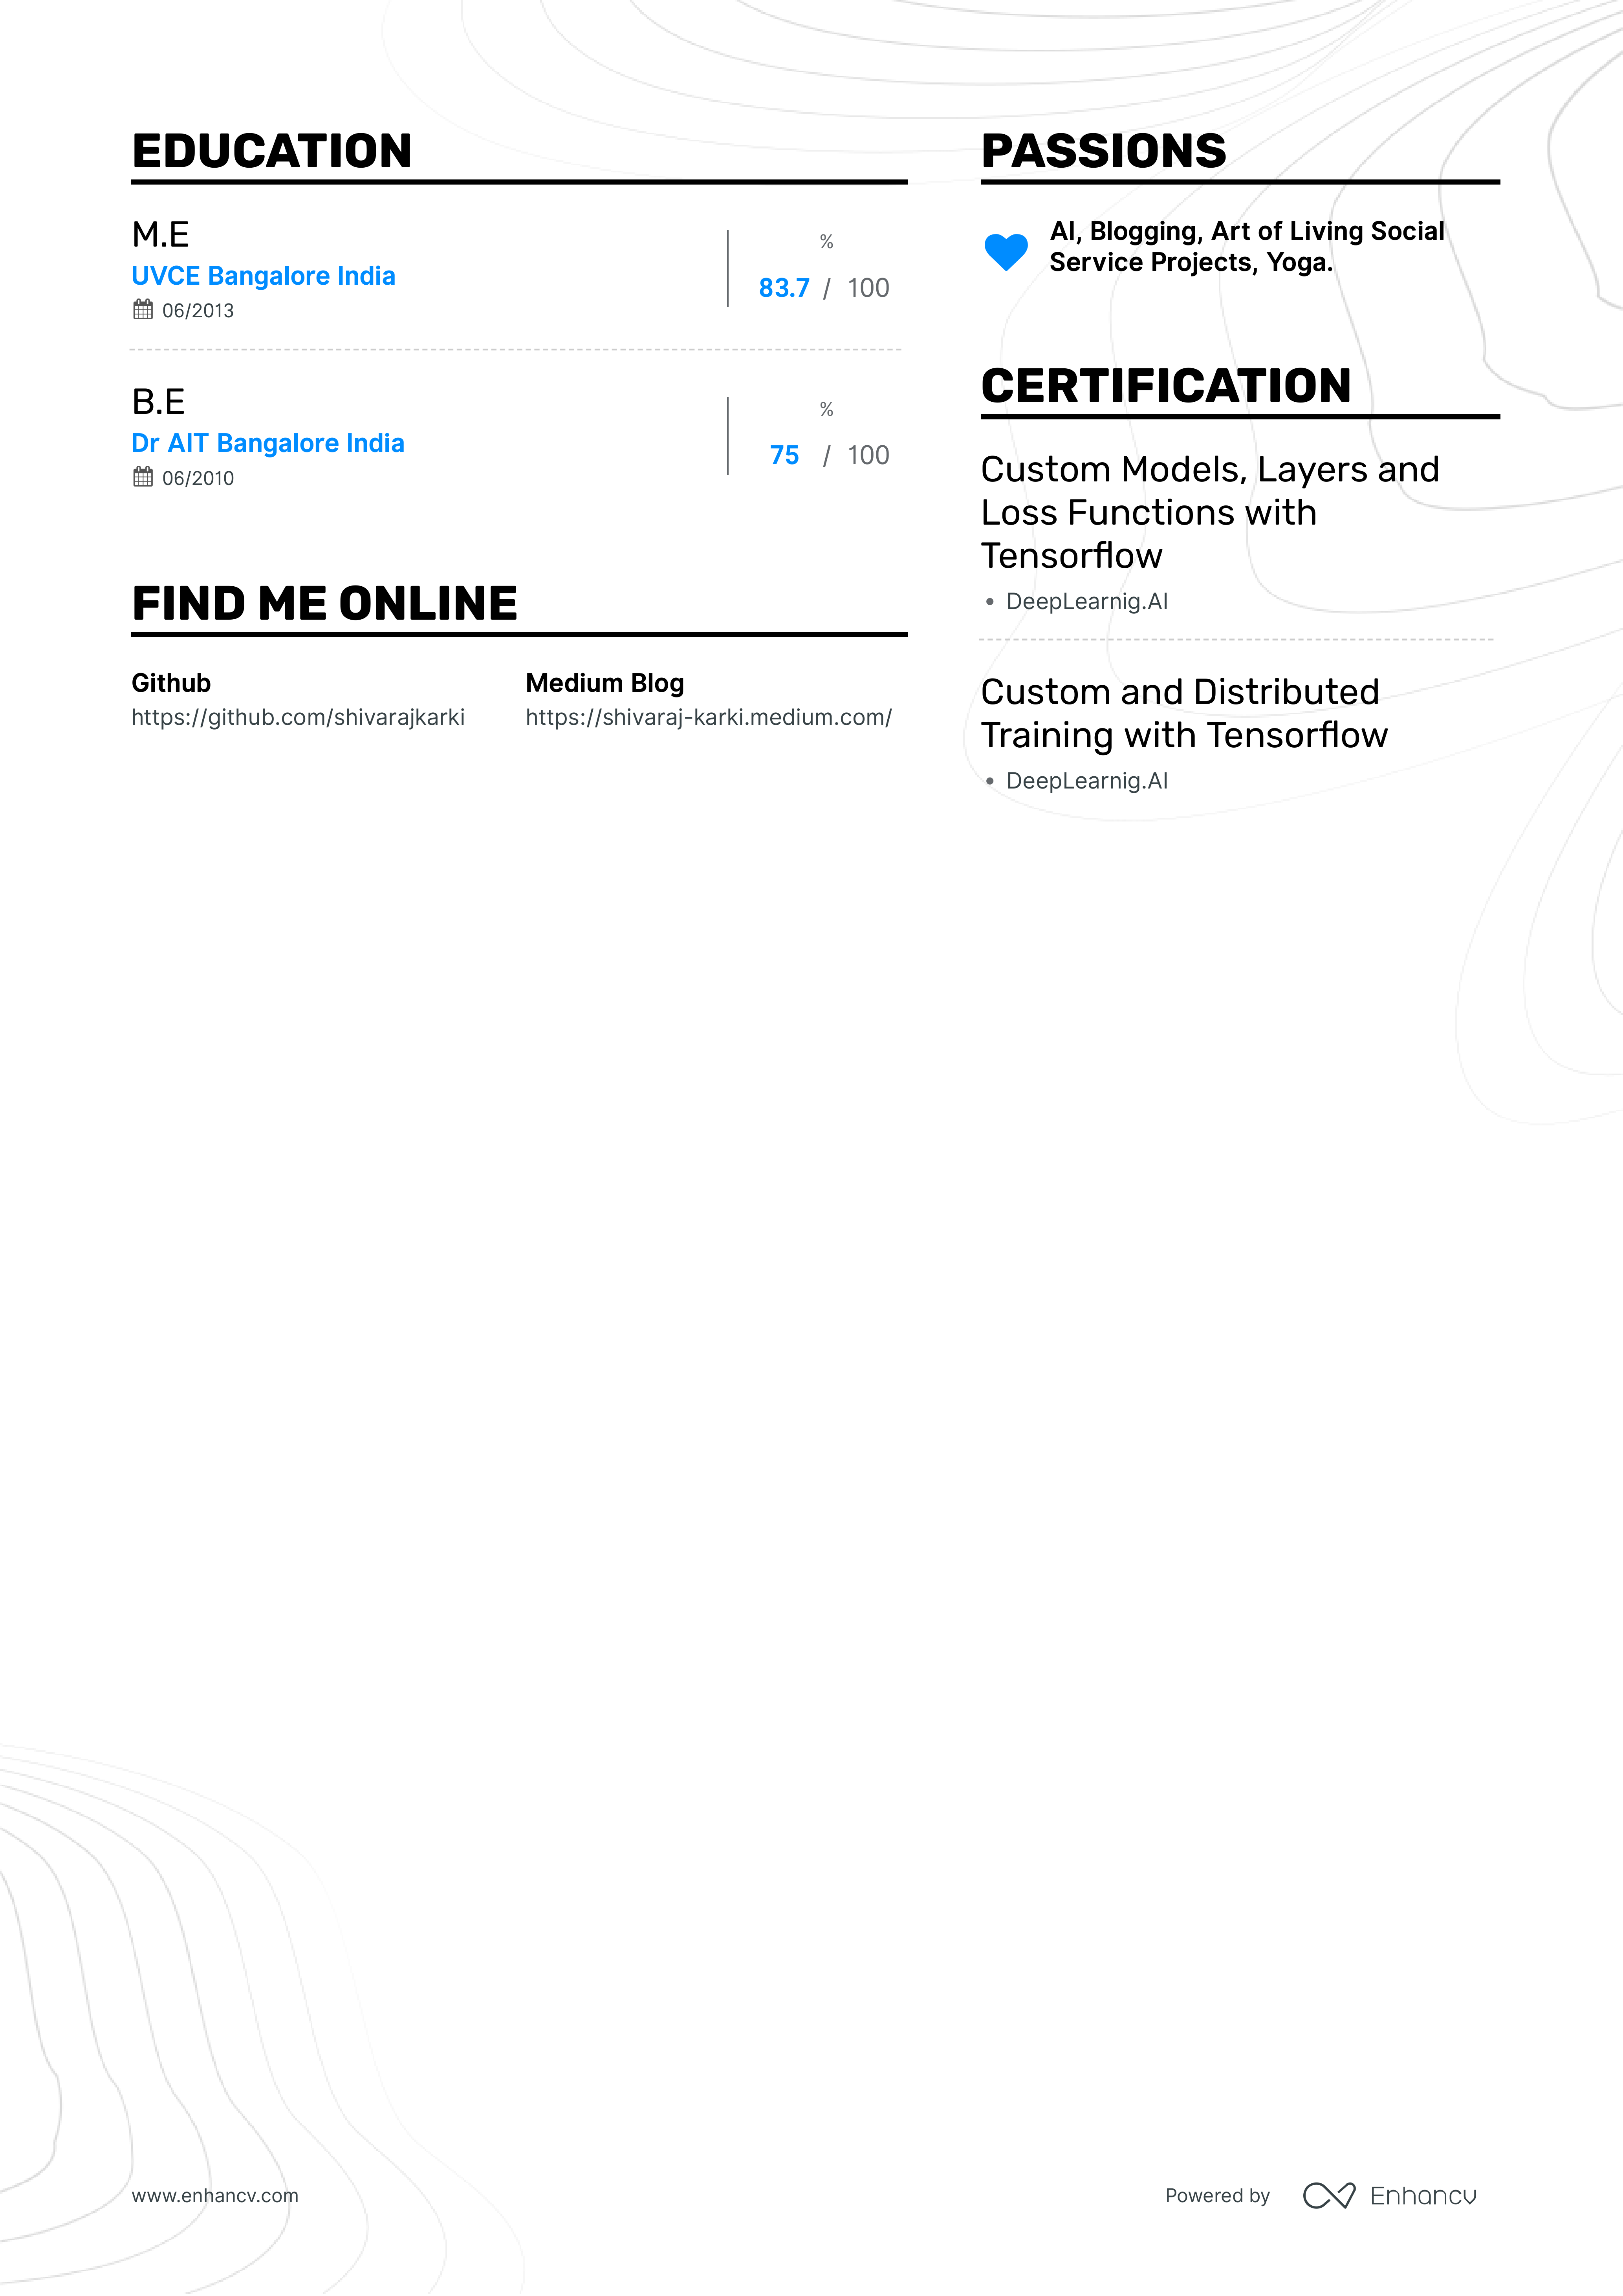 EDUCATION
M.E
UVCE Bangalore India
06/2013
%
83.7 / 100
B.E
Dr AIT Bangalore India
06/2010
%
75 / 100
FIND ME ONLINE
Github
https://github.com/shivarajkarki
Medium Blog
https://shivaraj-karki.medium.com/
PASSIONS
AI, Blogging, Art of Living Social
Service Projects, Yoga.
CERTIFICATION
Custom Models, Layers and
Loss Functions with
Tensorflow
• DeepLearnig.AI
Custom and Distributed
Training with Tensorflow
• DeepLearnig.AI
www.enhancv.com
Powered by Enhancv